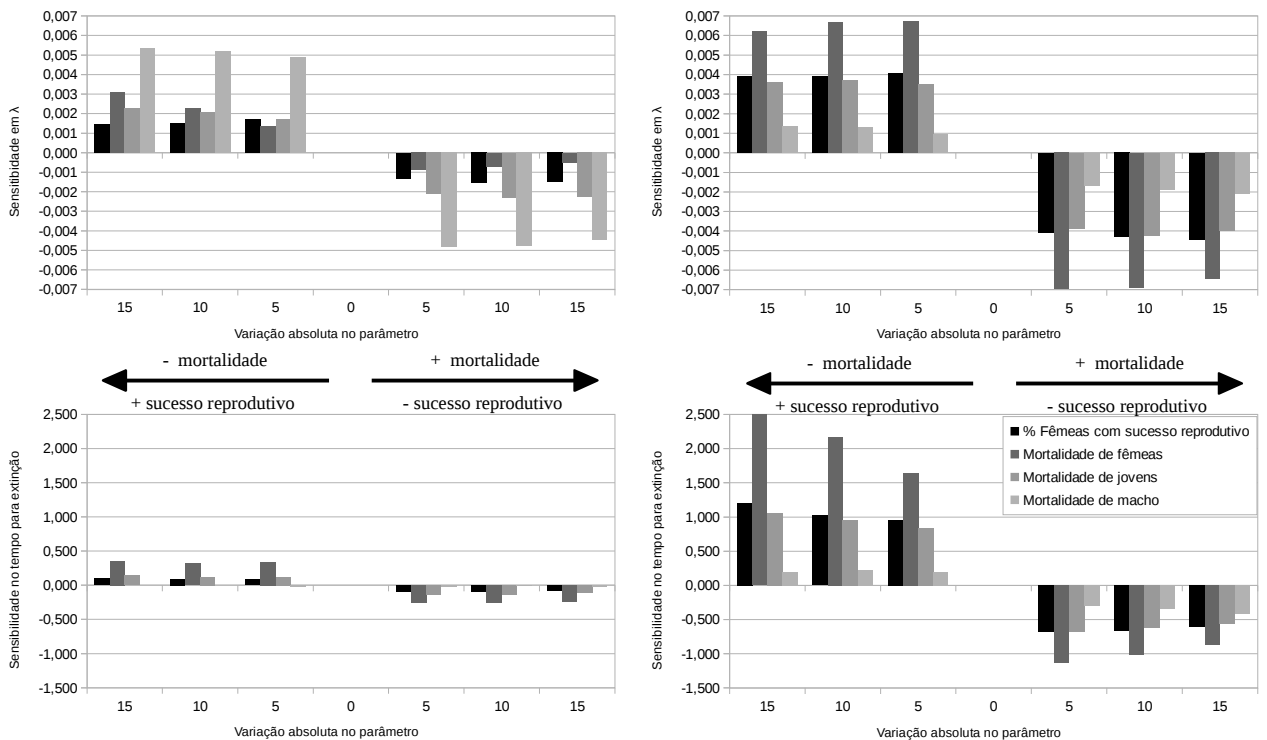 0,007
0,006
0,005
0,004
0,003
0,002
0,001
0,000
-0,001
-0,002
-0,003
-0,004
-0,005
-0,006
-0,007
Sensitibidade em λ
15 10 5 0 5 10 15
Variação absoluta no parâmetro
0,007
0,006
0,005
0,004
0,003
0,002
0,001
0,000
-0,001
-0,002
-0,003
-0,004
-0,005
-0,006
-0,007
Sensitibidade em λ
15 10 5 0 5 10 15
Variação absoluta no parâmetro
- mortalidade
+ mortalidade
+ sucesso reprodutivo
- sucesso reprodutivo
- mortalidade
+ mortalidade
+ sucesso reprodutivo
- sucesso reprodutivo
2,500
2,000
1,500
1,000
0,500
0,000
-0,500
-1,000
-1,500
Sensibilidade no tempo para extinção
15 10 5 0 5 10 15
Variação absoluta no parâmetro
2,500
2,000
1,500
1,000
0,500
0,000
-0,500
-1,000
-1,500
Sensibilidade no tempo para extinção
% Fêmeas com sucesso reprodutivo
Mortalidade de fêmeas
Mortalidade de jovens
Mortalidade de macho
15 10 5 0 5 10 15
Variação absoluta no parâmetro